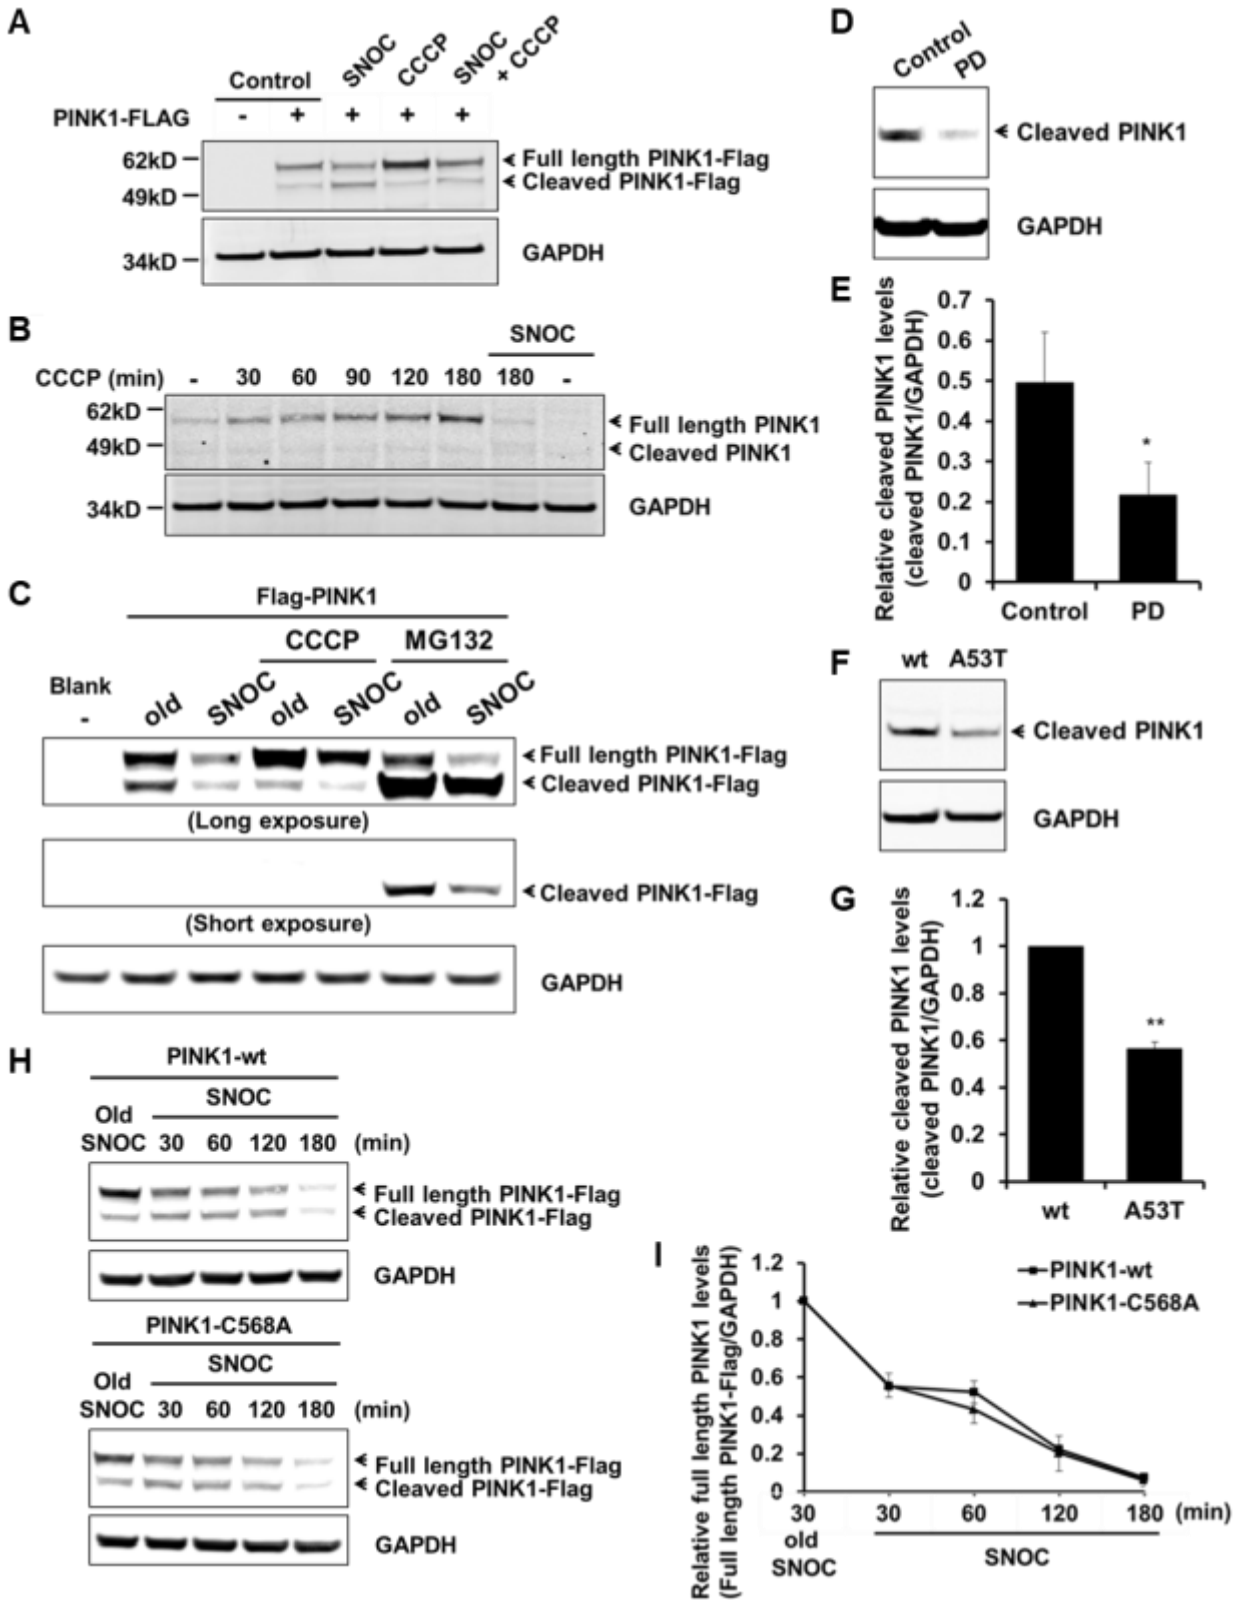 A
Control
SNOC
CCCP
SNOC
+ CCCP
PINK1-FLAG - + + + +
62kD
49kD
Full length PINK1-Flag
Cleaved PINK1-Flag
34kD
GAPDH
B
SNOC
CCCP (min) - 30 60 90 120 180 180 -
62kD
49kD
Full length PINK1
Cleaved PINK1
34kD
GAPDH
C
Flag-PINK1
CCCP MG132
Blank
- old SNOC old SNOC old SNOC
Full length PINK1-Flag
Cleaved PINK1-Flag
(Long exposure)
Cleaved PINK1-Flag
(Short exposure)
GAPDH
D
Control
PD
Cleaved PINK1
GAPDH
E
Relative cleaved PINK1 levels
(cleaved PINK1/GAPDH)
0.7
0.6
0.5
0.4
0.3
0.2
0.1
0
*
Control PD
F
wt A53T
Cleaved PINK1
GAPDH
G
Relative cleaved PINK1 levels
(cleaved PINK1/GAPDH)
1.2
1
0.8
0.6
0.4
0.2
0
**
wt A53T
H
PINK1-wt
SNOC
Old
SNOC 30 60 120 180 (min)
Full length PINK1-Flag
Cleaved PINK1-Flag
GAPDH
PINK1-C568A
SNOC
Old
SNOC 30 60 120 180 (min)
Full length PINK1-Flag
Cleaved PINK1-Flag
GAPDH
I
Relative full length PINK1 levels
(Full length PINK1-Flag/GAPDH)
1.2
1
0.8
0.6
0.4
0.2
0
PINK1-wt
PINK1-C568A
30 30 60 120 180 (min)
old
SNOC
SNOC